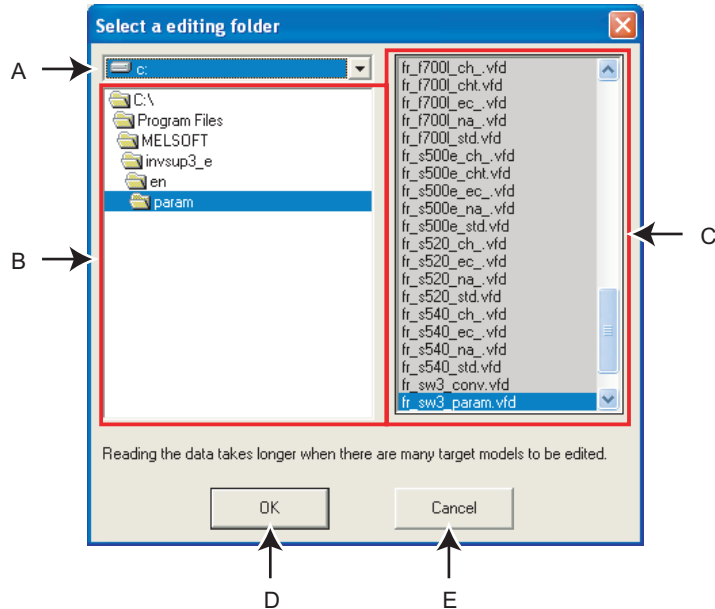 Select a editing folder
A
c:
C:\
Program Files
MELSOFT
invsup3_e
en
param
B
fr_f700l_ch_.vfd
fr_f700l_cht.vfd
fr_f700l_ec_.vfd
fr_f700l_na_.vfd
fr_f700l_std.vfd
fr_s500e_ch_.vfd
fr_s500e_cht.vfd
fr_s500e_ec_.vfd
fr_s500e_na_.vfd
fr_s500e_std.vfd
fr_s520_ch_.vfd
fr_s520_ec_.vfd
fr_s520_na_.vfd
fr_s520_std.vfd
fr_s540_ch_.vfd
fr_s540_ec_.vfd
fr_s540_na_.vfd
fr_s540_std.vfd
fr_sw3_conv.vfd
fr_sw3_param.vfd
C
Reading the data takes longer when there are many target models to be edited.
OK
Cancel
D
E